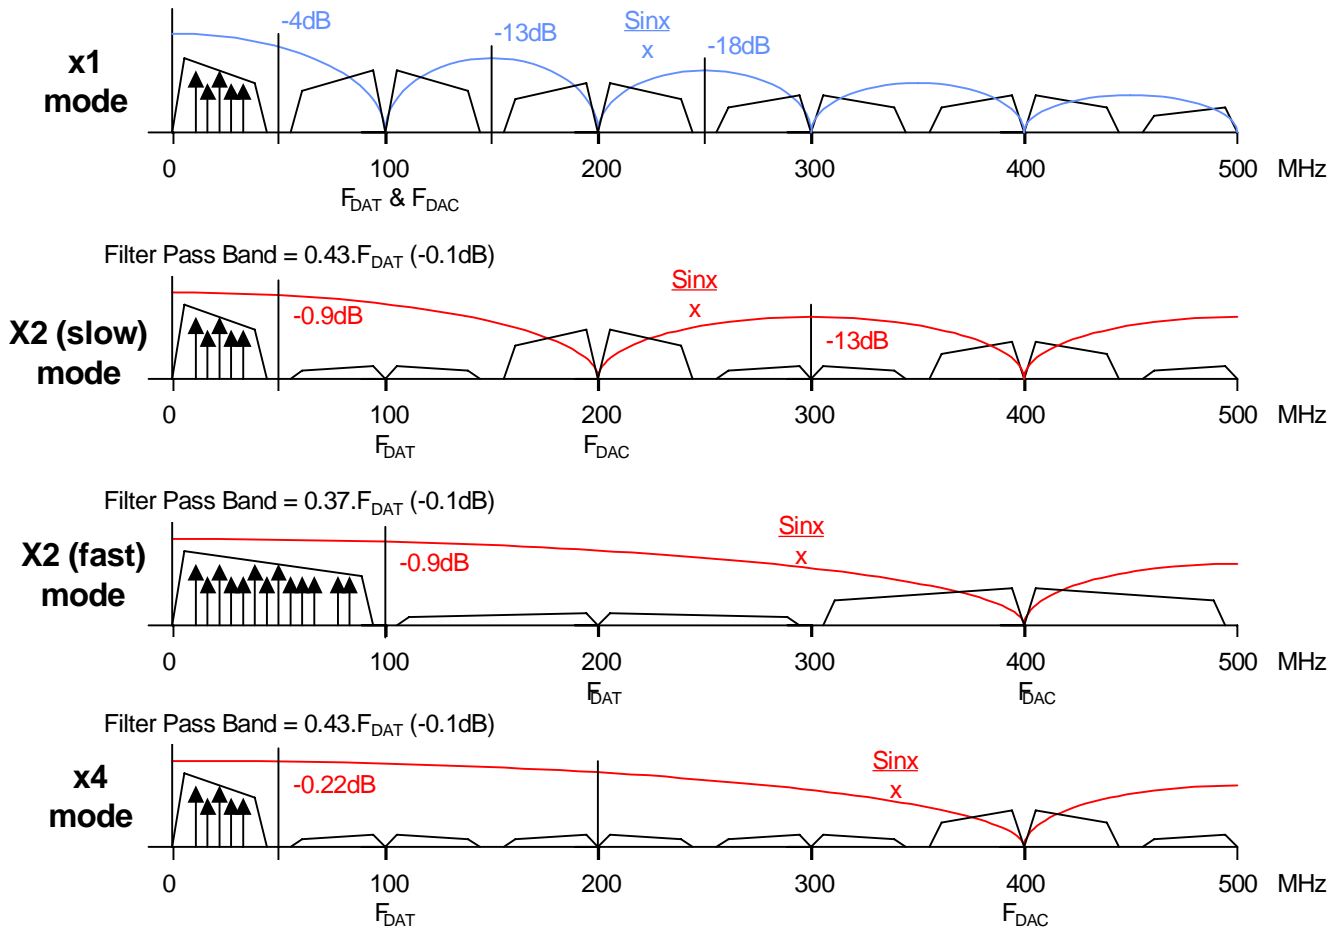 -4dB
-13dB
Sinx
x
-18dB
x1
mode
0 100 200 300 400 500 MHz
FDAT & FDAC
Filter Pass Band = 0.43.FDAT (-0.1dB)
Sinx
x
-0.9dB
-13dB
X2 (slow)
mode
0 100 200 300 400 500 MHz
FDAT FDAC
Filter Pass Band = 0.37.FDAT (-0.1dB)
Sinx
x
-0.9dB
X2 (fast)
mode
0 100 200 300 400 500 MHz
FDAT FDAC
Filter Pass Band = 0.43.FDAT (-0.1dB)
Sinx
x
-0.22dB
x4
mode
0 100 200 300 400 500 MHz
FDAT FDAC